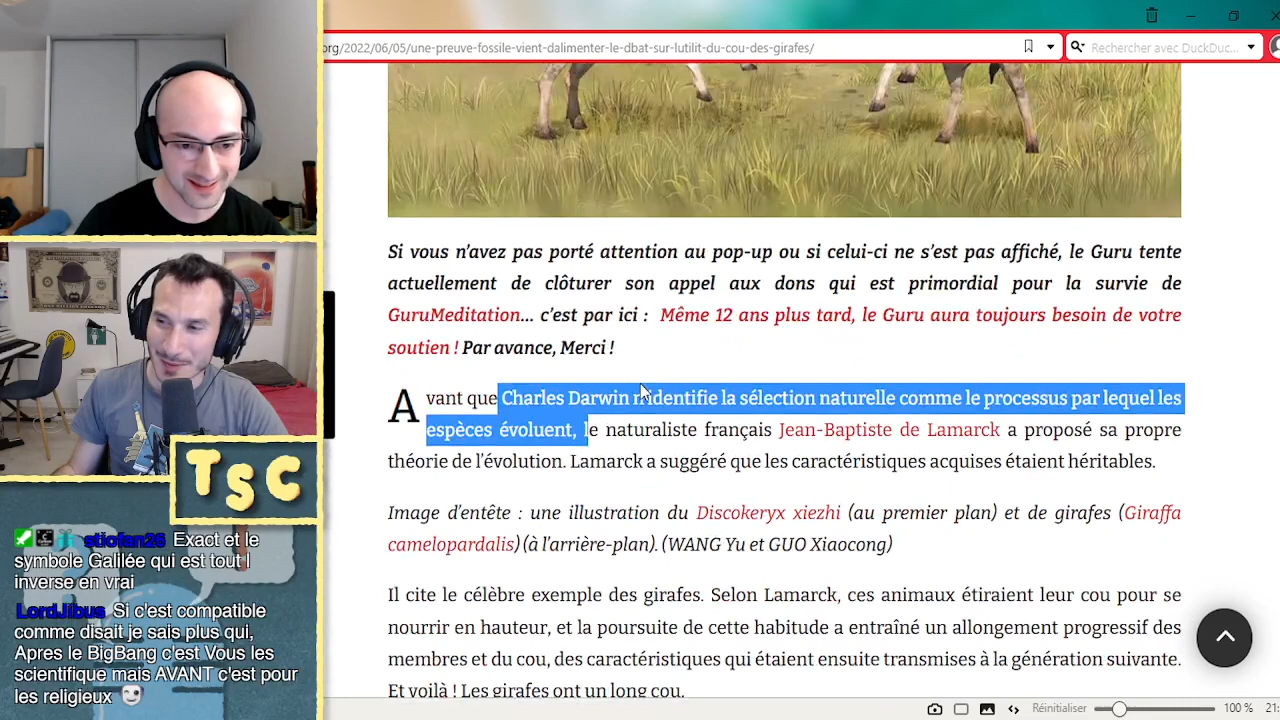 org/2022/06/05/une-preuve-fossile-vient-dalimenter-le-dbat-sur-lutilit-du-cou-des-girafes/
Rechercher avec DuckDuc...
Si vous n’avez pas porté attention au pop-up ou si celui-ci ne s’est pas affiché, le Guru tente
actuellement de clôturer son appel aux dons qui est primordial pour la survie de
GuruMeditation… c’est par ici : Même 12 ans plus tard, le Guru aura toujours besoin de votre
soutien ! Par avance, Merci !
Avant que Charles Darwin n’identifie la sélection naturelle comme le processus par lequel les
espèces évoluent, le naturaliste français Jean-Baptiste de Lamarck a proposé sa propre
théorie de l’évolution. Lamarck a suggéré que les caractéristiques acquises étaient héritables.
Image d’entête : une illustration du Discokeryx xiezhi (au premier plan) et de girafes (Giraffa
camelopardalis) (à l’arrière-plan). (WANG Yu et GUO Xiaocong)
Il cite le célèbre exemple des girafes. Selon Lamarck, ces animaux étiraient leur cou pour se
nourrir en hauteur, et la poursuite de cette habitude a entraîné un allongement progressif des
membres et du cou, des caractéristiques qui étaient ensuite transmises à la génération suivante.
Et voilà ! Les girafes ont un long cou.
Réinitialiser
100 %
21:
TSC
stiofan26 Exact et le
symbole Galilée qui est tout l
inverse en vrai
LordJibus Si c'est compatible
comme disait je sais plus qui,
Apres le BigBang c'est Vous les
scientifique mais AVANT c'est pour
les religieux